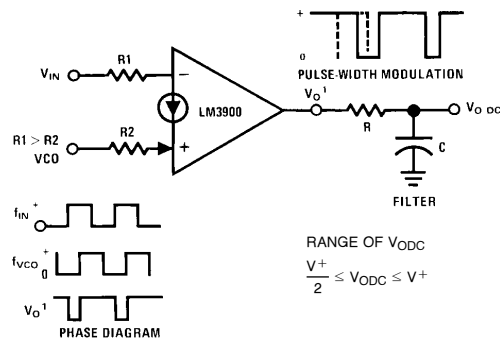 +
0
PULSE-WIDTH MODULATION
VIN
R1
−
LM3900
VO1
R
VO DC
R1 > R2
VCO
R2
+
C
FILTER
fIN
+
fVCO
+
0
VO1
PHASE DIAGRAM
RANGE OF VODC
V+
2
≤ VODC ≤ V+